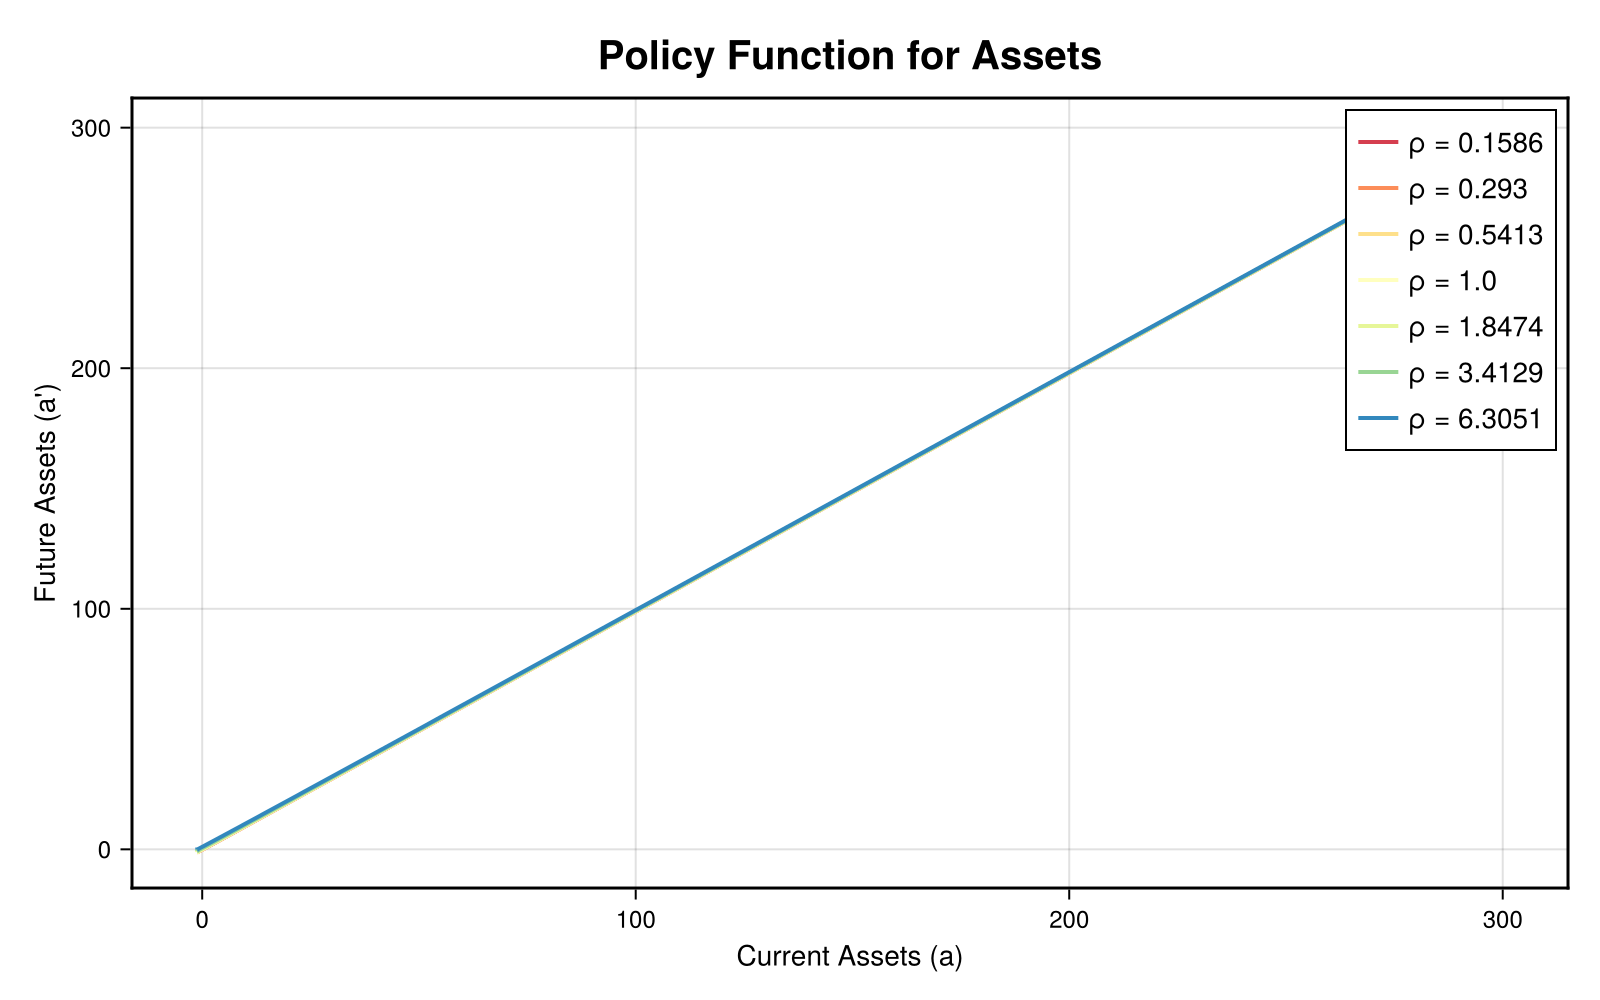 Policy Function for Assets
300
200
100
0
Future Assets (a')
0
100
200
300
Current Assets (a)
ρ = 0.1586
ρ = 0.293
ρ = 0.5413
ρ = 1.0
ρ = 1.8474
ρ = 3.4129
ρ = 6.3051